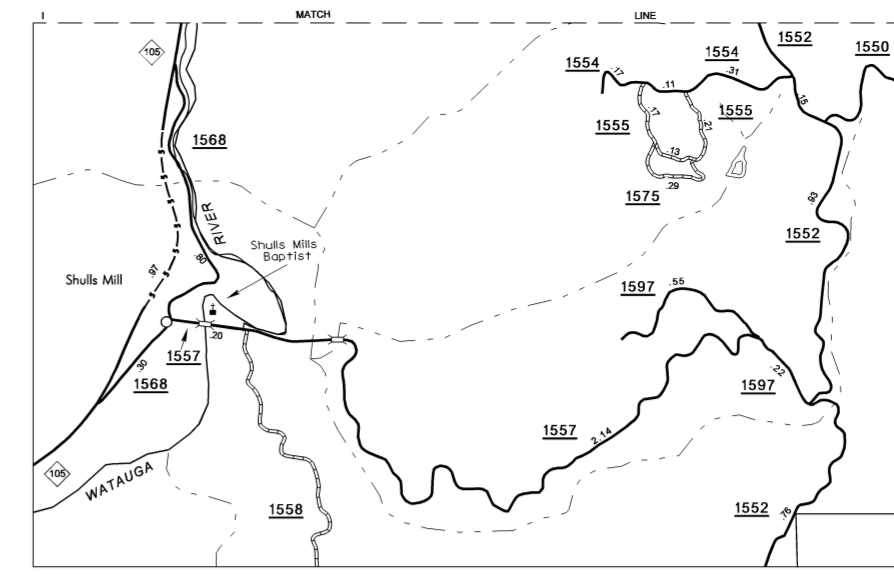 I MATCH LINE
105
1552
1554
1554
1550
.17
.11
.31
.15
.17
.21
1555
1555
1568
.13
.29
1575
.93
1552
RIVER
Shulls Mills
Baptist
.80
.97
S
S
S
S
S
S
Shulls Mill
1597
.55
.20
1557
.30
1568
.22
1597
1557
2.14
105
WATAUGA
1558
1552
.76